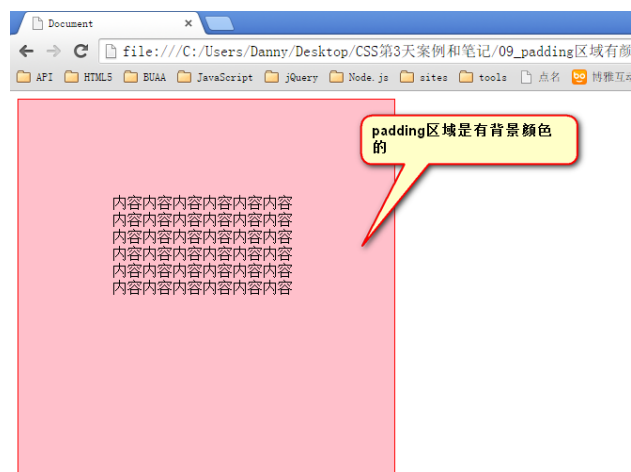 Document
file:///C:/Users/Danny/Desktop/CSS第3天案例和笔记/09_padding区域有颜
API HTML5 BUAA JavaScript jQuery Node.js sites tools 点名 博雅互动
padding区域是有背景颜色
的
内容内容内容内容内容内容
内容内容内容内容内容内容
内容内容内容内容内容内容
内容内容内容内容内容内容
内容内容内容内容内容内容
内容内容内容内容内容内容